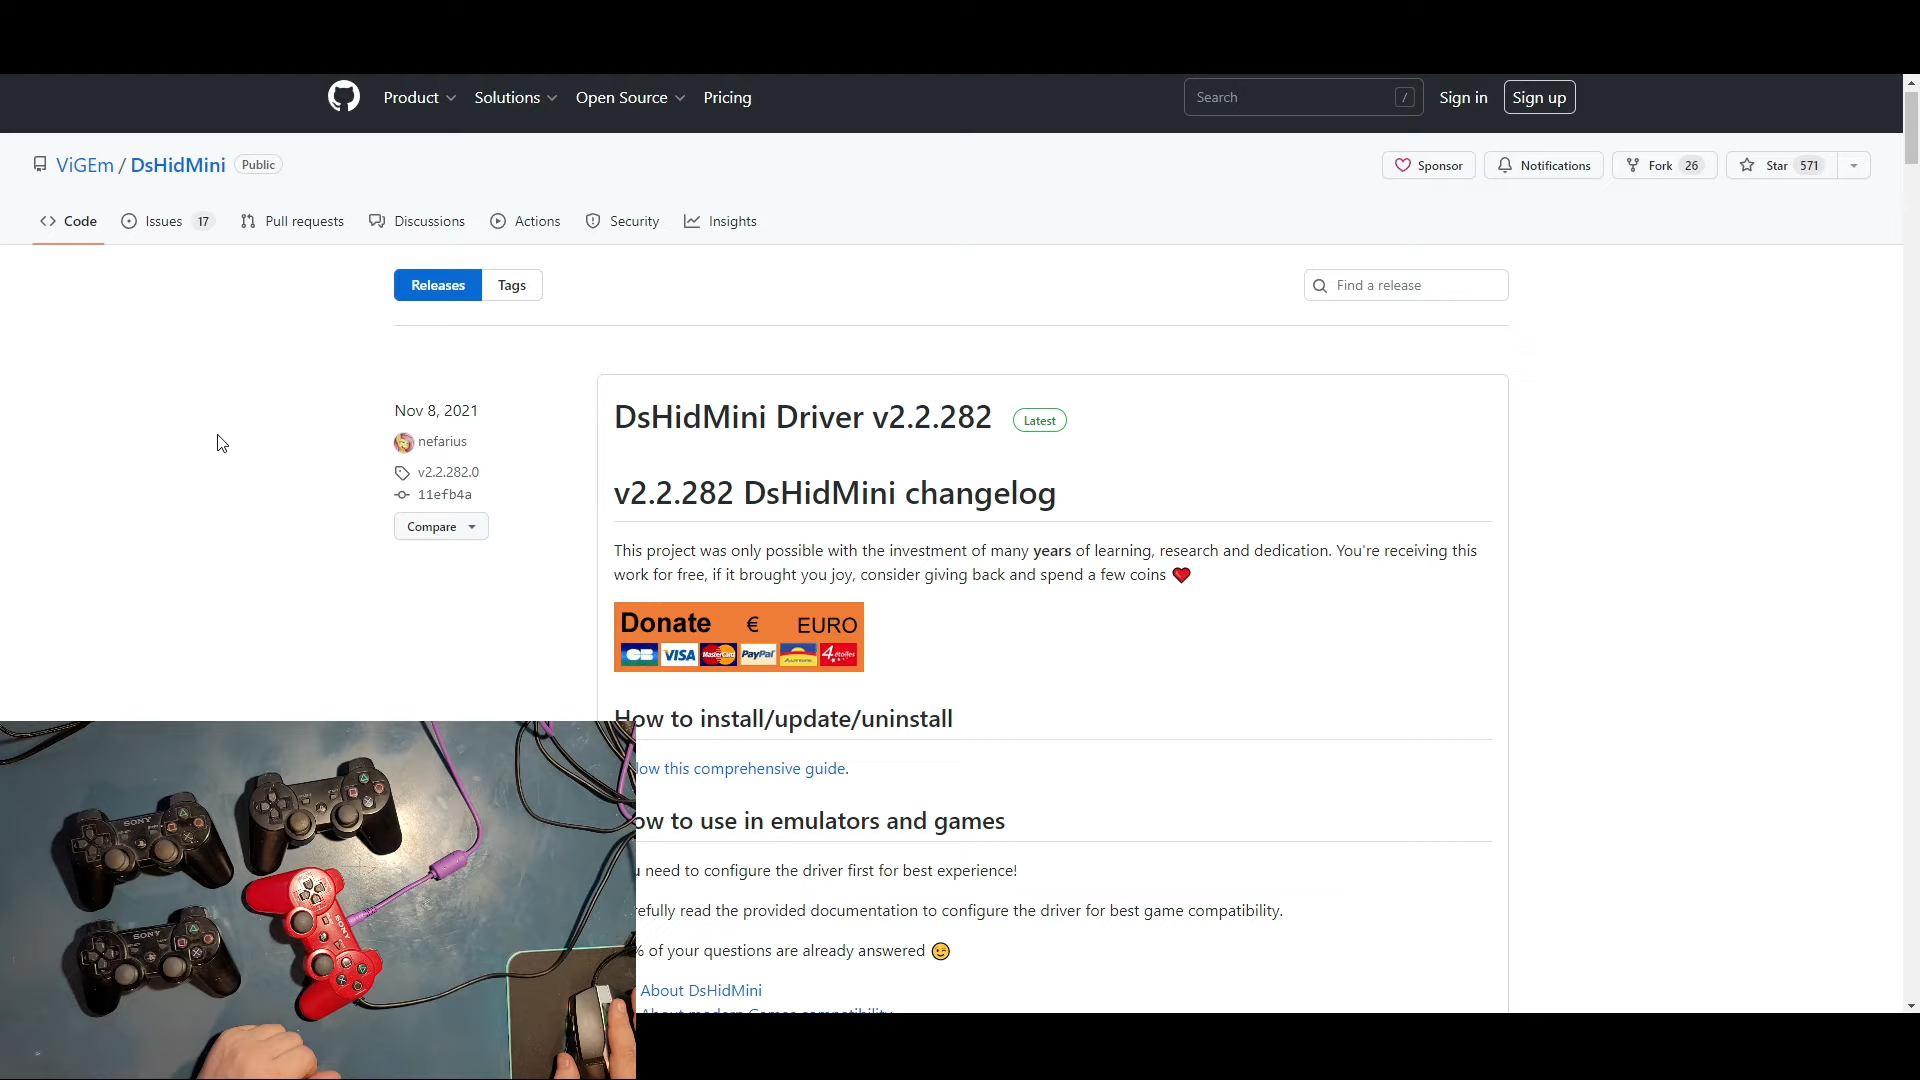 Product Solutions Open Source Pricing Search / Sign in Sign up
ViGEm / DsHidMini Public Sponsor Notifications Fork 26 Star 571
Code Issues 17 Pull requests Discussions Actions Security Insights
Releases Tags Find a release
Nov 8, 2021
nefarius
v2.2.282.0
11efb4a
Compare
DsHidMini Driver v2.2.282 Latest
v2.2.282 DsHidMini changelog
This project was only possible with the investment of many years of learning, research and dedication. You're receiving this
work for free, if it brought you joy, consider giving back and spend a few coins ❤️
Donate € EURO
CB VISA MasterCard PayPal Aurore 4étoiles
How to install/update/uninstall
low this comprehensive guide.
ow to use in emulators and games
u need to configure the driver first for best experience!
refully read the provided documentation to configure the driver for best game compatibility.
% of your questions are already answered 😉
About DsHidMini
SONY
SONY
SONY